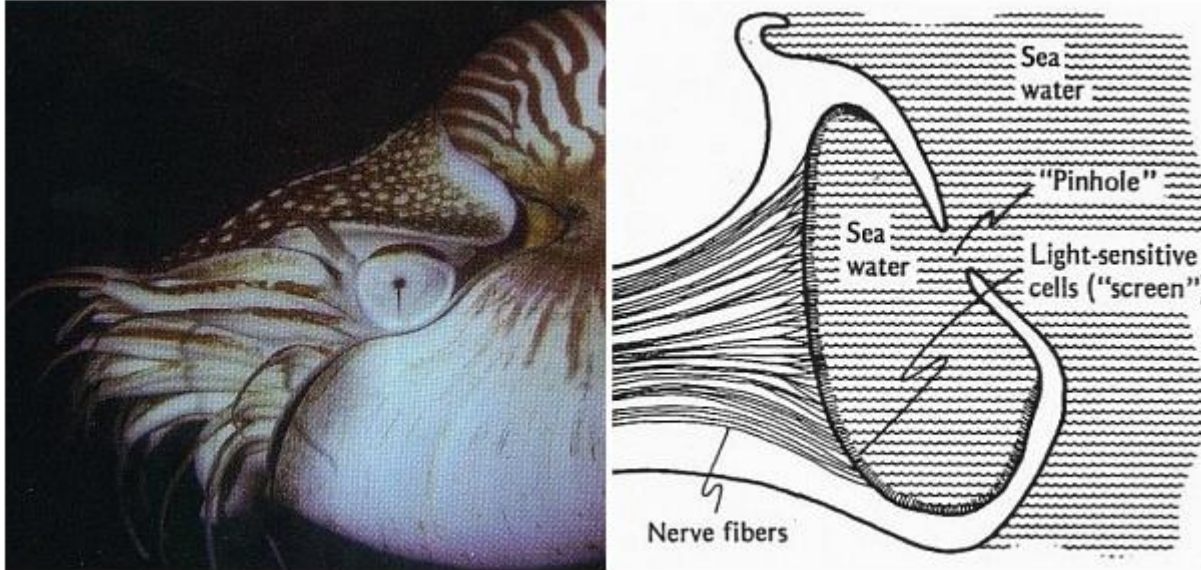 Sea
water
"Pinhole"
Sea
water
Light-sensitive
cells ("screen"
Nerve fibers